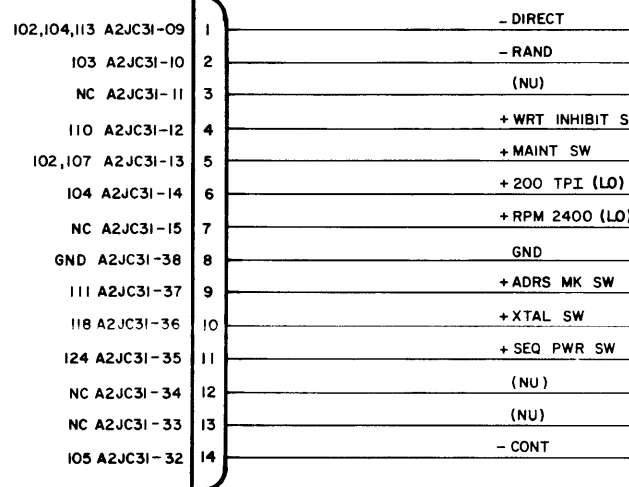 102,104,113 A2JC31-09 1 - DIRECT
103 A2JC31-10 2 - RAND
NC A2JC31-11 3 (NU)
110 A2JC31-12 4 + WRT INHIBIT S
102,107 A2JC31-13 5 + MAINT SW
104 A2JC31-14 6 + 200 TPI (LO)
NC A2JC31-15 7 + RPM 2400 (LO)
GND A2JC31-38 8 GND
111 A2JC31-37 9 + ADRS MK SW
118 A2JC31-36 10 + XTAL SW
124 A2JC31-35 11 + SEQ PWR SW
NC A2JC31-34 12 (NU)
NC A2JC31-33 13 (NU)
105 A2JC31-32 14 - CONT